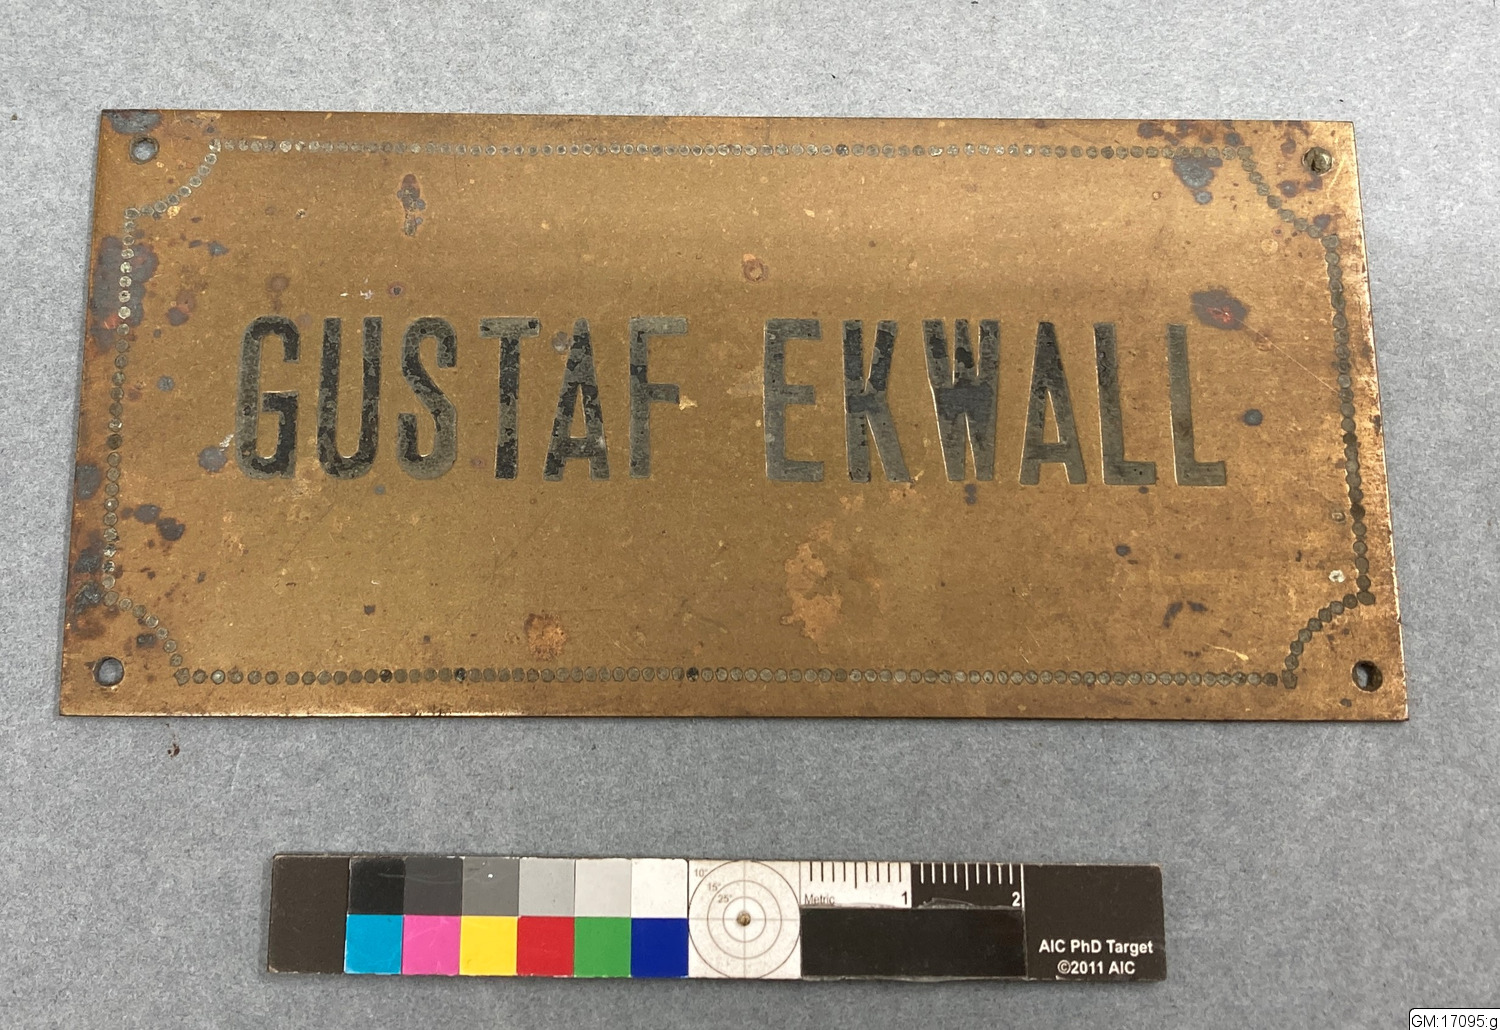 GUSTAF EKWALL
10°
15°
25°
Metric 1 2
AIC PhD Target
©2011 AIC
GM:17095:g